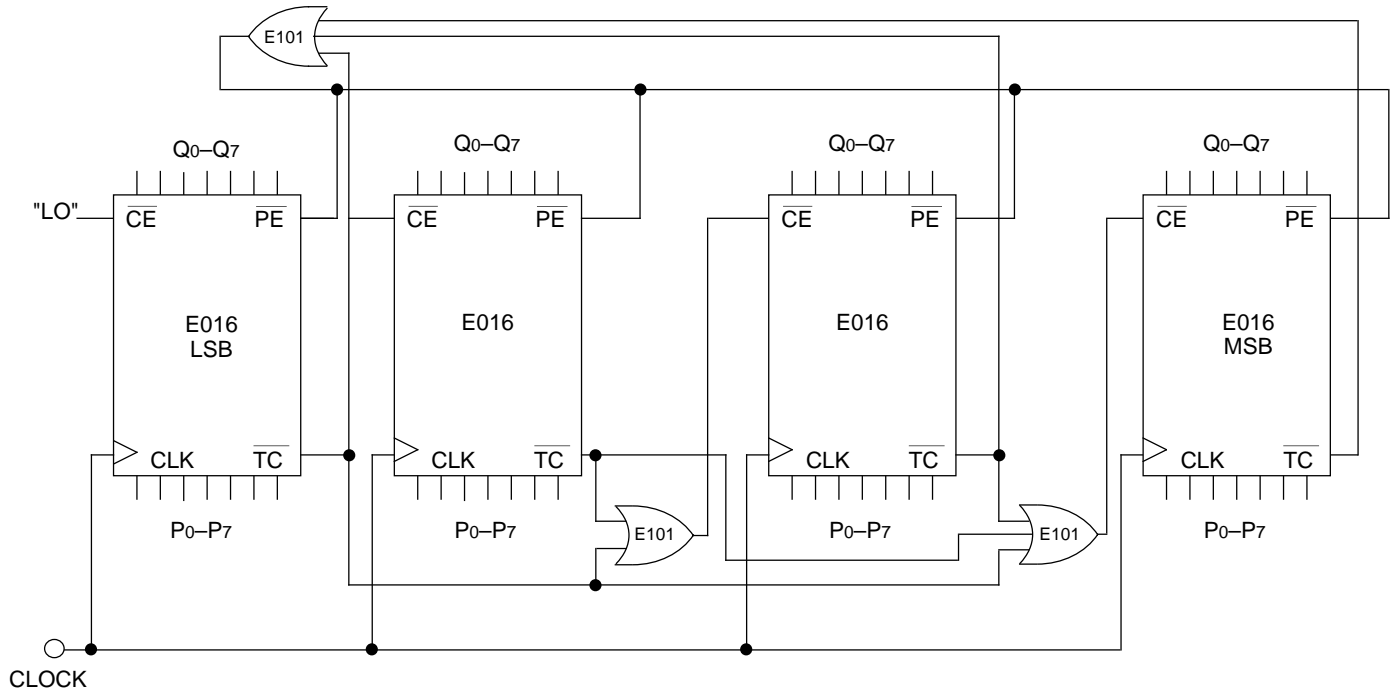 E101
Q0–Q7
Q0–Q7
Q0–Q7
Q0–Q7
"LO"
CE PE
CE PE
CE PE
CE PE
E016
LSB
E016
E016
E016
MSB
CLK TC
CLK TC
CLK TC
CLK TC
P0–P7
P0–P7
E101
P0–P7
E101
P0–P7
CLOCK